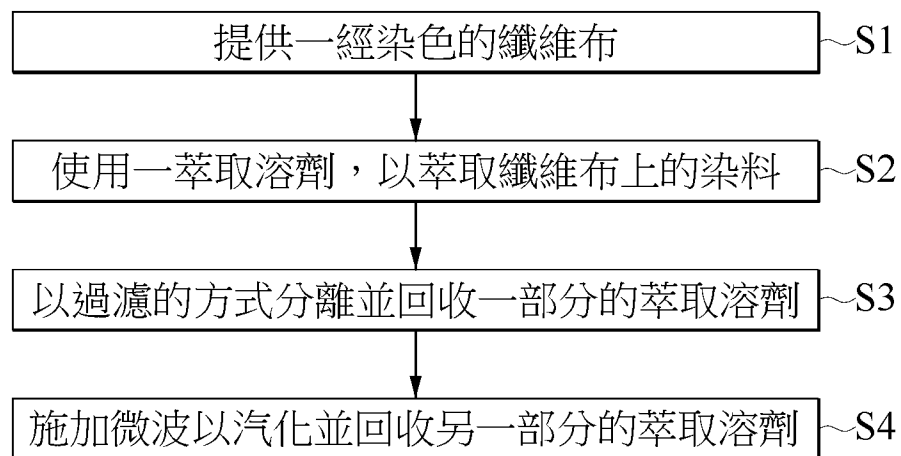 提供一經染色的纖維布 S1
使用一萃取溶劑，以萃取纖維布上的染料 S2
以過濾的方式分離並回收一部分的萃取溶劑 S3
施加微波以汽化並回收另一部分的萃取溶劑 S4